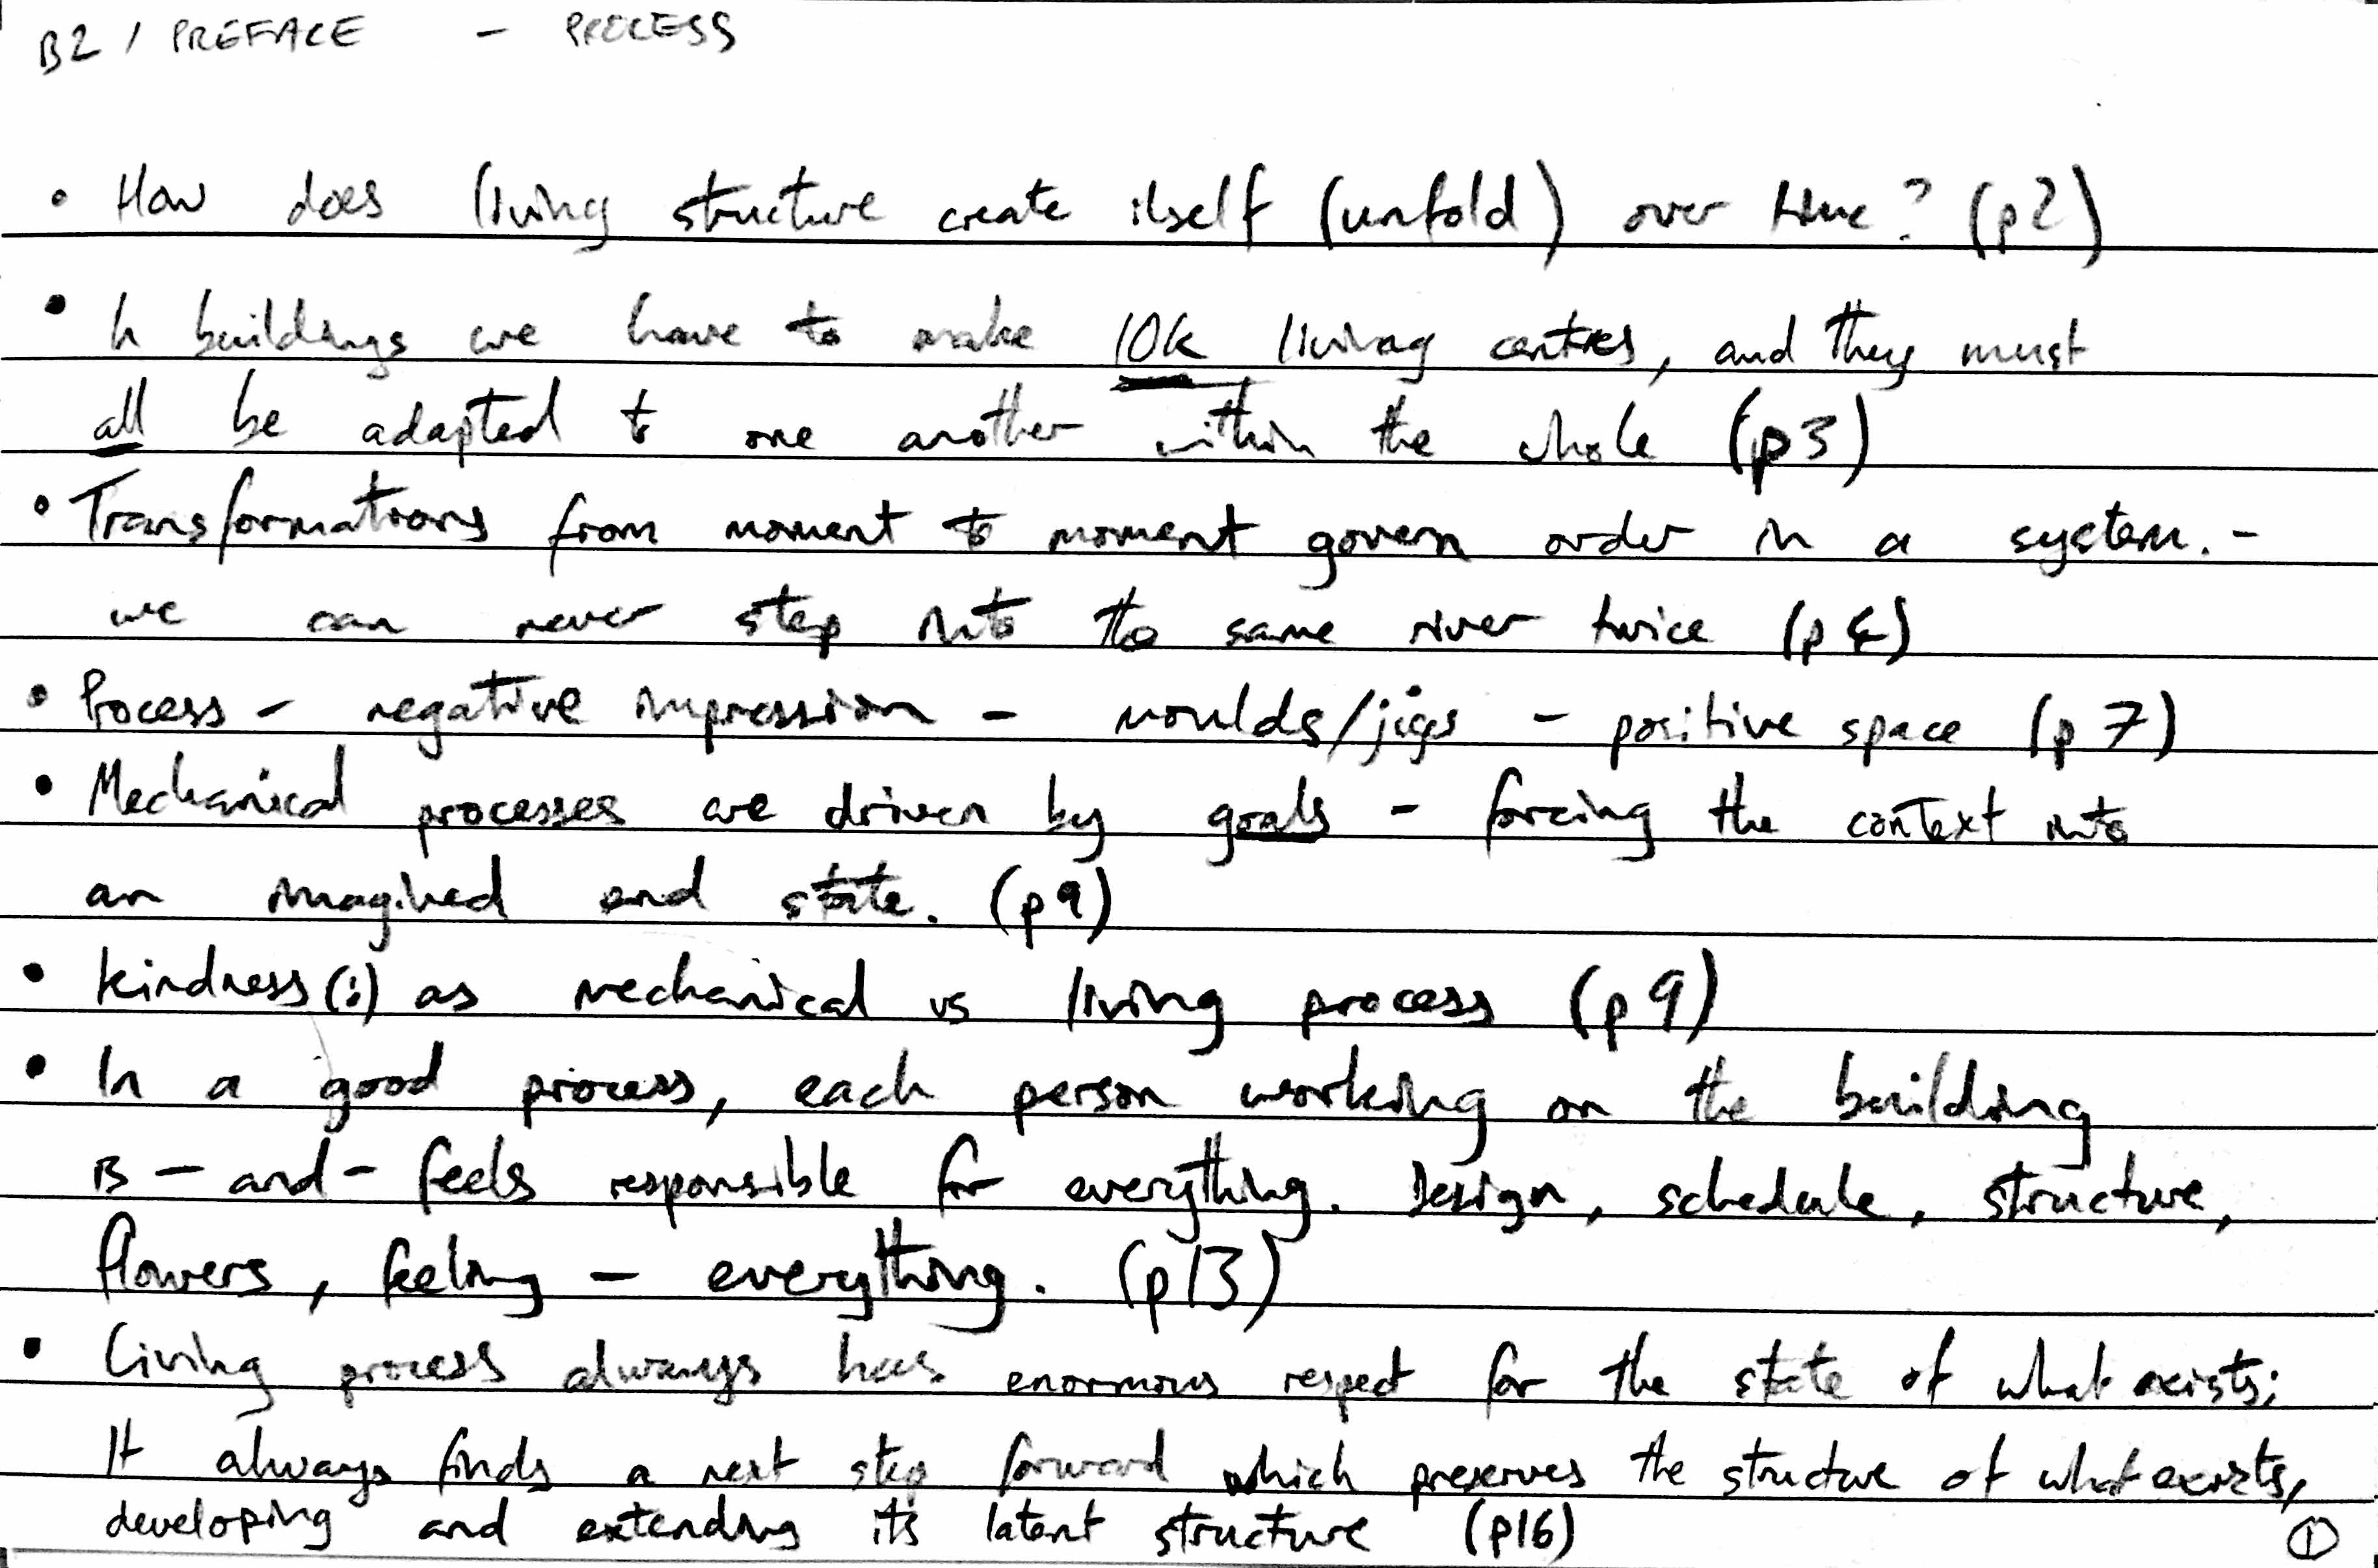 B2 / PREFACE - PROCESS
• How does living structure create itself (unfold) over time? (p2)
• In buildings we have to make 10k living centres, and they must
all be adapted to one another within the whole (p3)
• Transformations from moment to moment govern order in a system. -
we can never step into the same river twice (p4)
• Process - negative impression - moulds/jigs - positive space (p7)
• Mechanical processes are driven by goals - forcing the context into
an imagined end state. (p9)
• Kindness (:) as mechanical vs living process (p9)
• In a good process, each person working on the building
is - and - feels responsible for everything. Design, schedule, structure,
flowers, feeling - everything. (p13)
• Living process always has enormous respect for the state of what exists;
It always finds a next step forward which preserves the structure of what exists,
developing and extending its latent structure (p16)
①